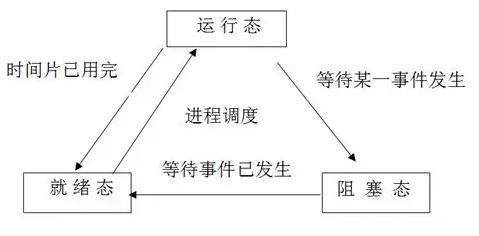 运行态
时间片已用完
等待某一事件发生
进程调度
等待事件已发生
就绪态
阻塞态